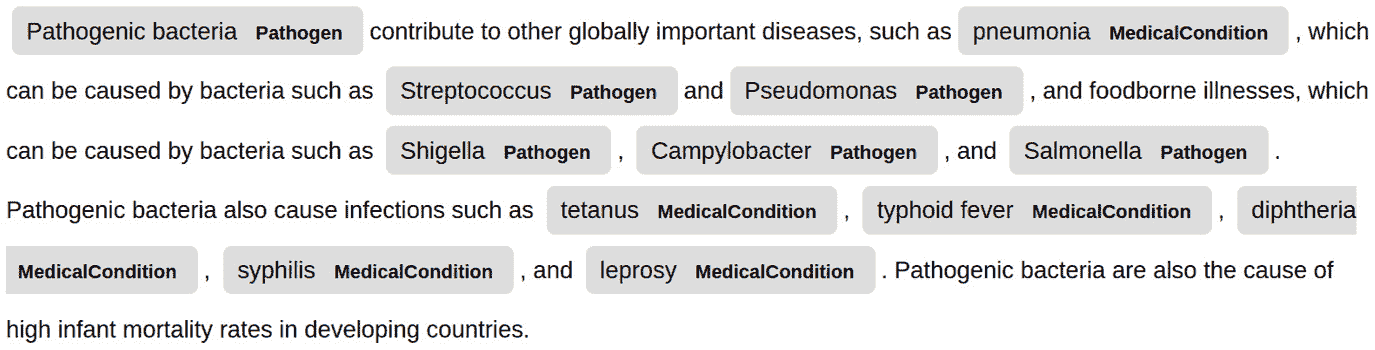 Pathogenic bacteria Pathogen contribute to other globally important diseases, such as pneumonia MedicalCondition , which
can be caused by bacteria such as Streptococcus Pathogen and Pseudomonas Pathogen , and foodborne illnesses, which
can be caused by bacteria such as Shigella Pathogen , Campylobacter Pathogen , and Salmonella Pathogen .
Pathogenic bacteria also cause infections such as tetanus MedicalCondition , typhoid fever MedicalCondition , diphtheria
MedicalCondition , syphilis MedicalCondition , and leprosy MedicalCondition . Pathogenic bacteria are also the cause of
high infant mortality rates in developing countries.